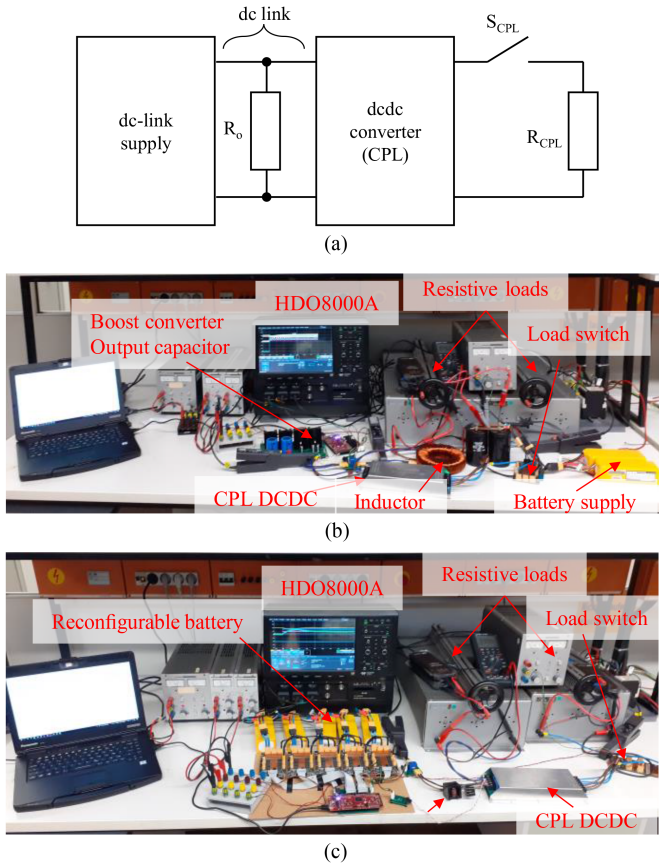 dc link
S_CPL
dc-link
supply
R_o
dcdc
converter
(CPL)
R_CPL
(a)
HDO8000A
Resistive loads
Boost converter
Output capacitor
Load switch
CPL DCDC
Inductor
Battery supply
(b)
HDO8000A
Resistive loads
Reconfigurable battery
Load switch
CPL DCDC
(c)